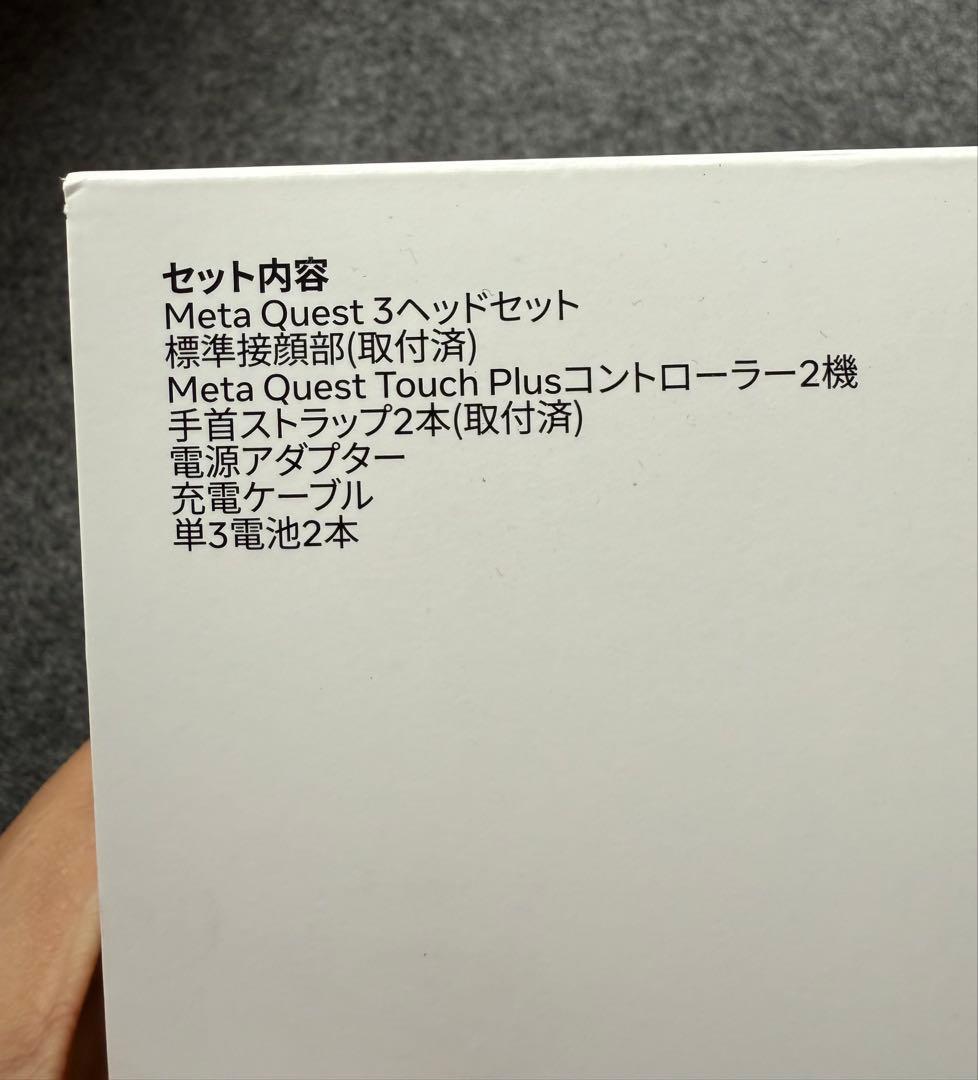 セット内容
Meta Quest 3ヘッドセット
標準接顔部(取付済)
Meta Quest Touch Plusコントローラー2機
手首ストラップ2本(取付済)
電源アダプター
充電ケーブル
単3電池2本